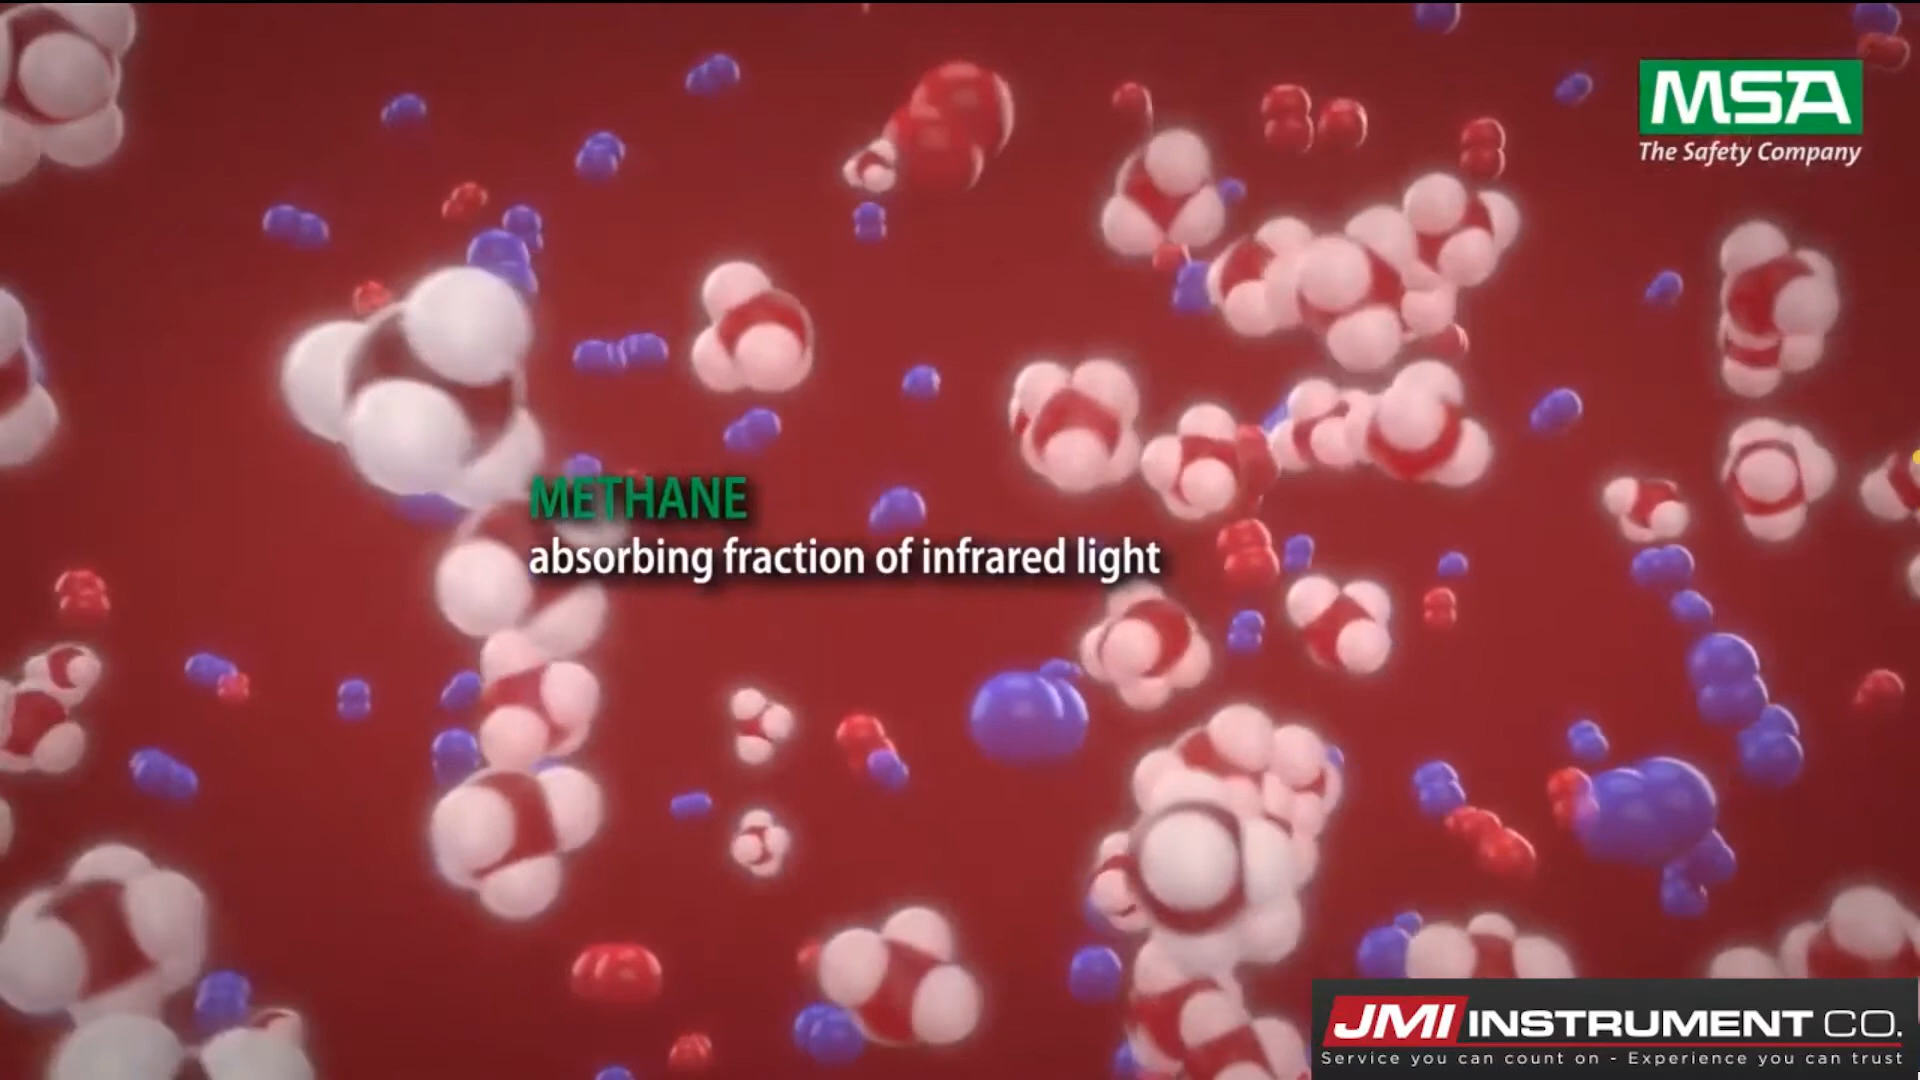 MSA
The Safety Company
METHANE
absorbing fraction of infrared light
JMI INSTRUMENT CO.
Service you can count on - Experience you can trust